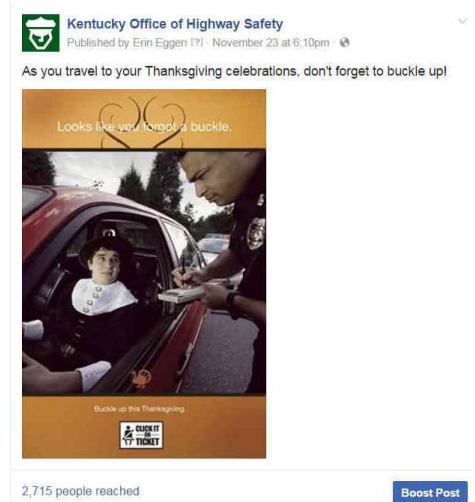 Kentucky Office of Highway Safety
Published by Erin Eggen [?] · November 23 at 6:10pm ·
As you travel to your Thanksgiving celebrations, don't forget to buckle up!
Looks like you forgot a buckle.
Buckle up this Thanksgiving.
CLICK IT
OR
TICKET
2,715 people reached
Boost Post